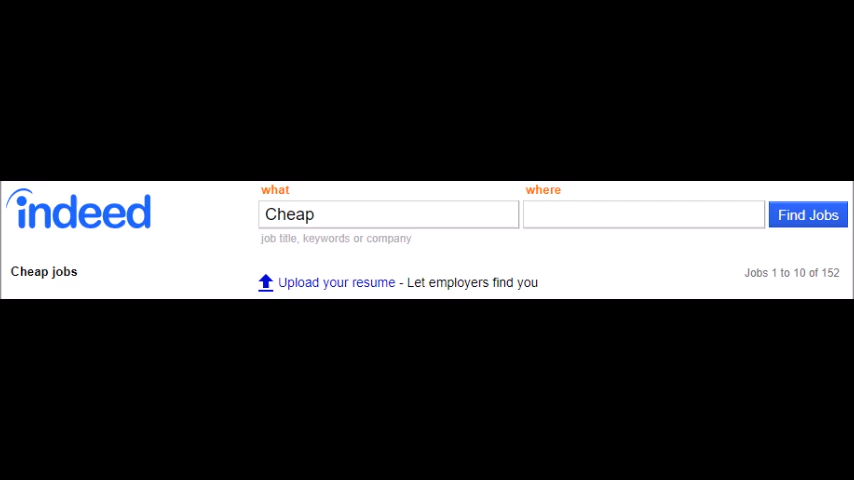 what where
indeed Cheap Find Jobs
job title, keywords or company
Cheap jobs Upload your resume - Let employers find you Jobs 1 to 10 of 152